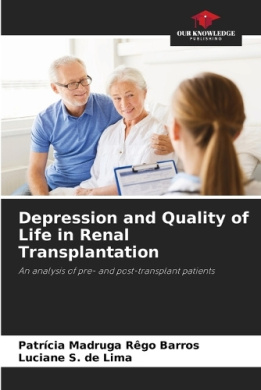 OUR KNOWLEDGE
PUBLISHING
Depression and Quality of
Life in Renal
Transplantation
An analysis of pre- and post-transplant patients
Patrícia Madruga Rêgo Barros
Luciane S. de Lima